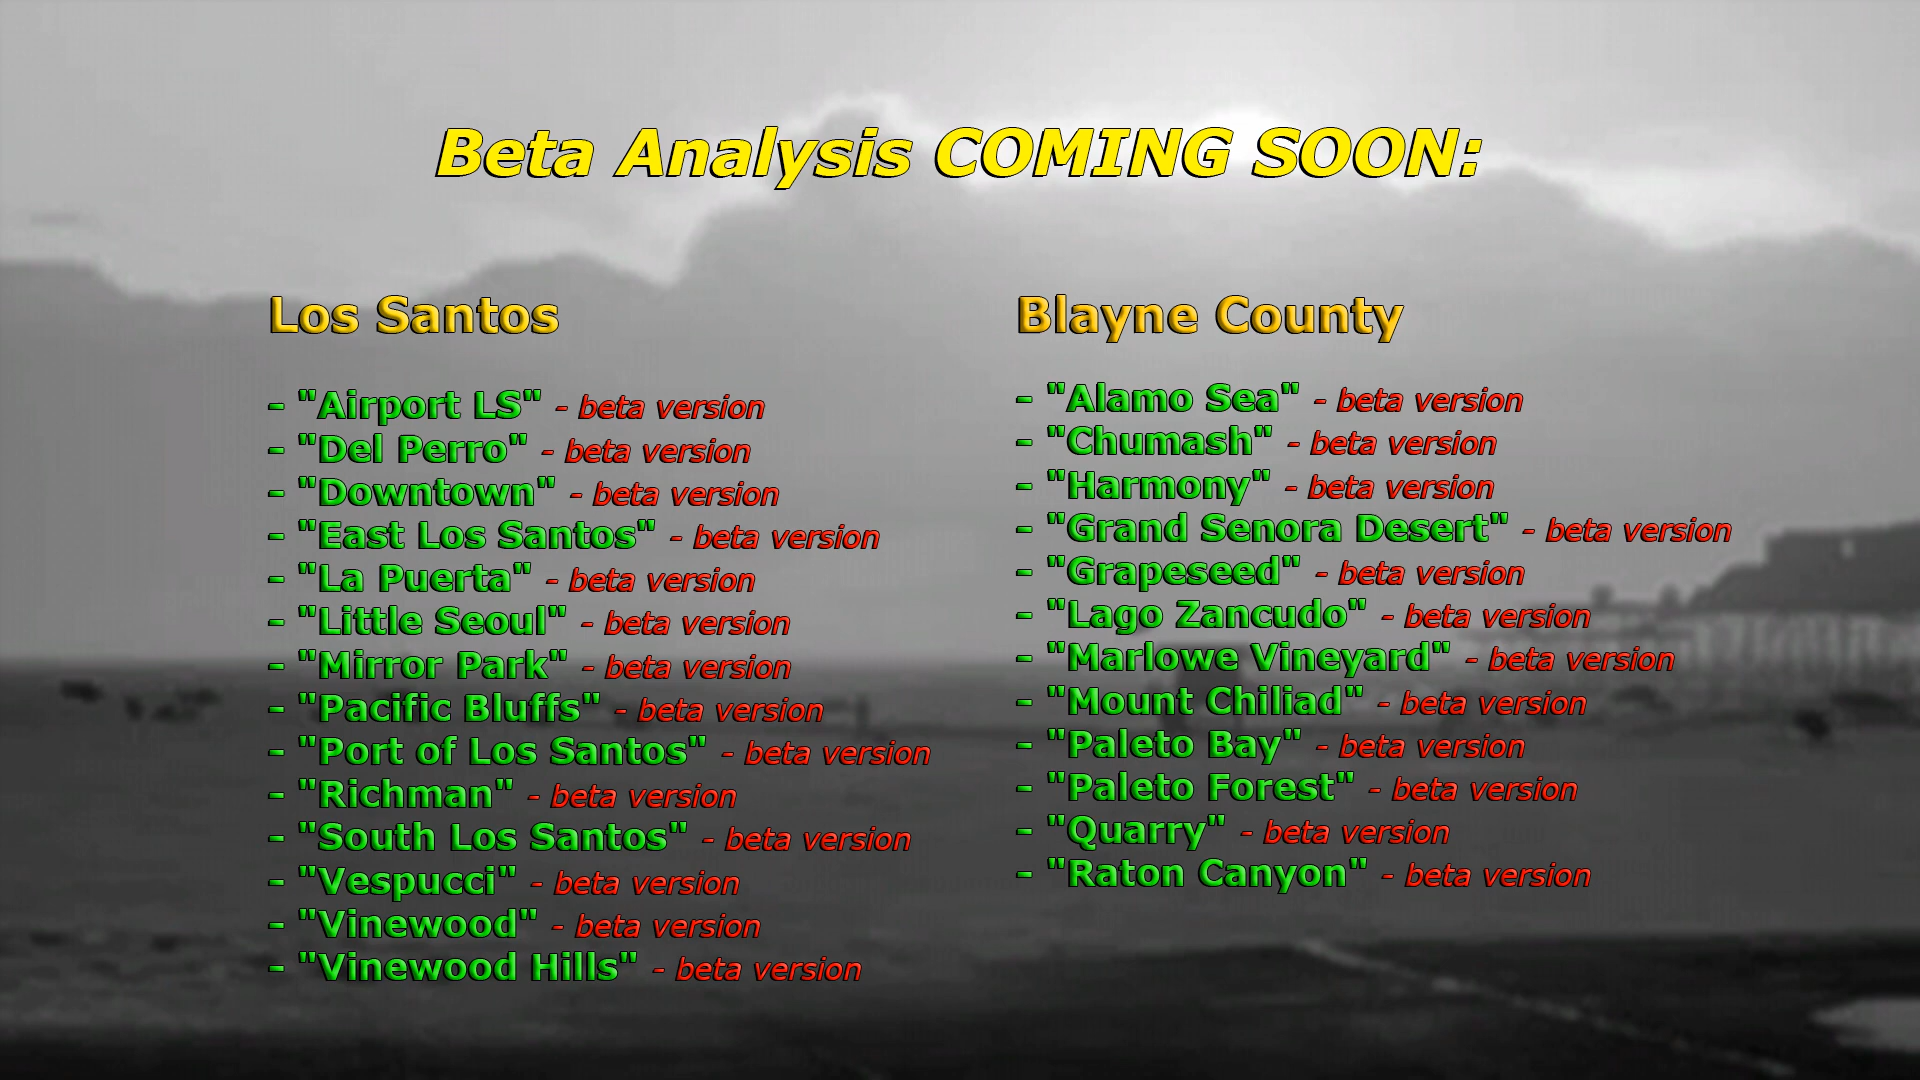 Beta Analysis COMING SOON:
Los Santos
- "Airport LS" - beta version
- "Del Perro" - beta version
- "Downtown" - beta version
- "East Los Santos" - beta version
- "La Puerta" - beta version
- "Little Seoul" - beta version
- "Mirror Park" - beta version
- "Pacific Bluffs" - beta version
- "Port of Los Santos" - beta version
- "Richman" - beta version
- "South Los Santos" - beta version
- "Vespucci" - beta version
- "Vinewood" - beta version
- "Vinewood Hills" - beta version
Blayne County
- "Alamo Sea" - beta version
- "Chumash" - beta version
- "Harmony" - beta version
- "Grand Senora Desert" - beta version
- "Grapeseed" - beta version
- "Lago Zancudo" - beta version
- "Marlowe Vineyard" - beta version
- "Mount Chiliad" - beta version
- "Paleto Bay" - beta version
- "Paleto Forest" - beta version
- "Quarry" - beta version
- "Raton Canyon" - beta version